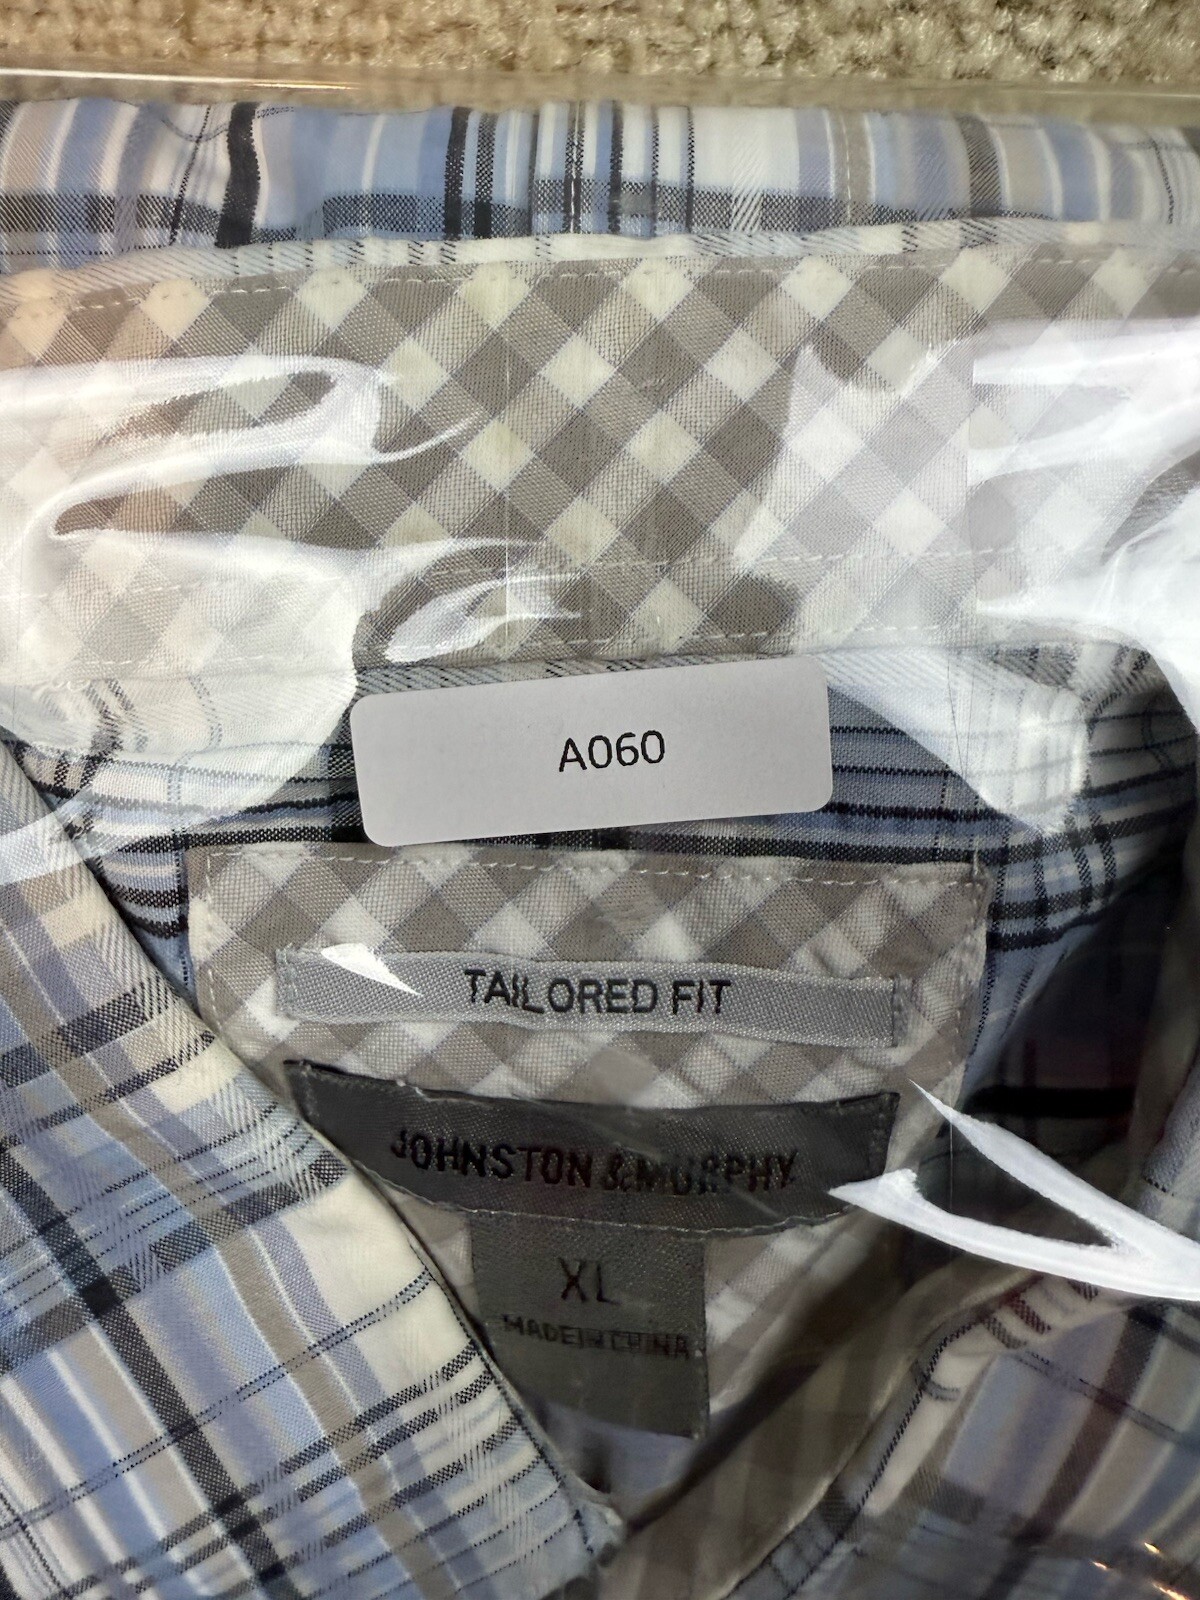 A060
TAILORED FIT
JOHNSTON & MURPHY
XL
MADE IN CHINA